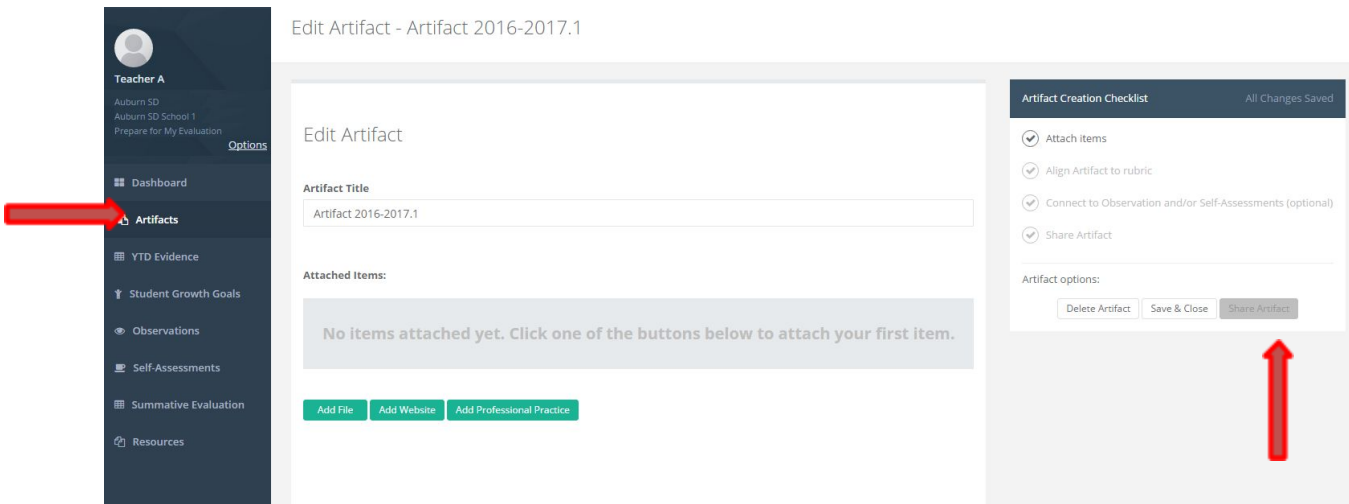 Edit Artifact - Artifact 2016-2017.1
Teacher A
Auburn SD
Auburn SD School 1
Prepare for My Evaluation
Options
Dashboard
Artifacts
YTD Evidence
Student Growth Goals
Observations
Self-Assessments
Summative Evaluation
Resources
Edit Artifact
Artifact Title
Artifact 2016-2017.1
Attached Items:
No items attached yet. Click one of the buttons below to attach your first item.
Add File Add Website Add Professional Practice
Artifact Creation Checklist All Changes Saved
Attach items
Align Artifact to rubric
Connect to Observation and/or Self-Assessments (optional)
Share Artifact
Artifact options:
Delete Artifact Save & Close Share Artifact